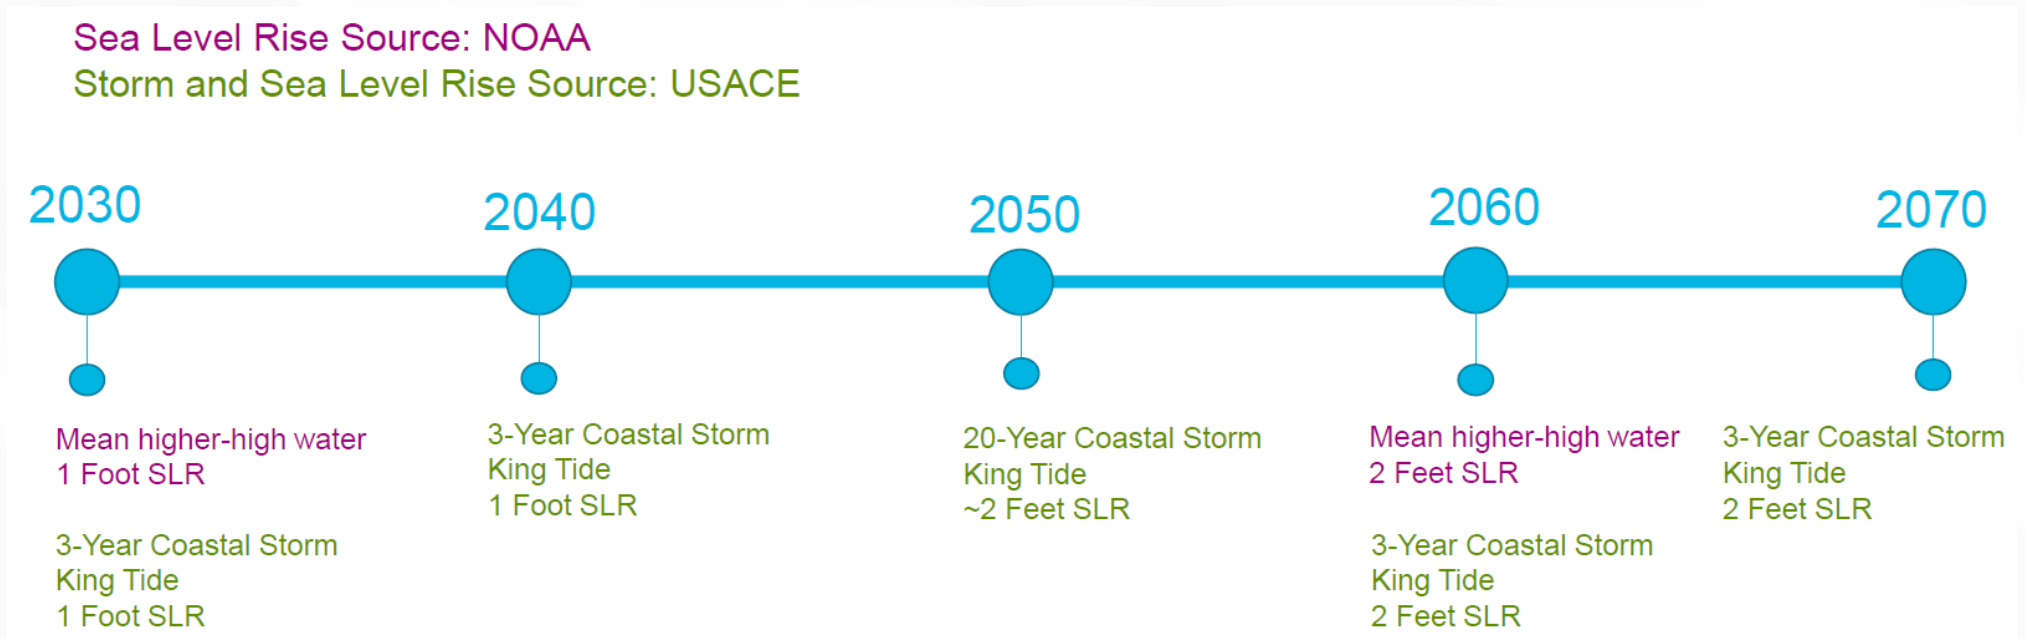 Sea Level Rise Source: NOAA
Storm and Sea Level Rise Source: USACE
2030
2040
2050
2060
2070
Mean higher-high water
1 Foot SLR
3-Year Coastal Storm
King Tide
1 Foot SLR
3-Year Coastal Storm
King Tide
1 Foot SLR
20-Year Coastal Storm
King Tide
~2 Feet SLR
Mean higher-high water
2 Feet SLR
3-Year Coastal Storm
King Tide
2 Feet SLR
3-Year Coastal Storm
King Tide
2 Feet SLR